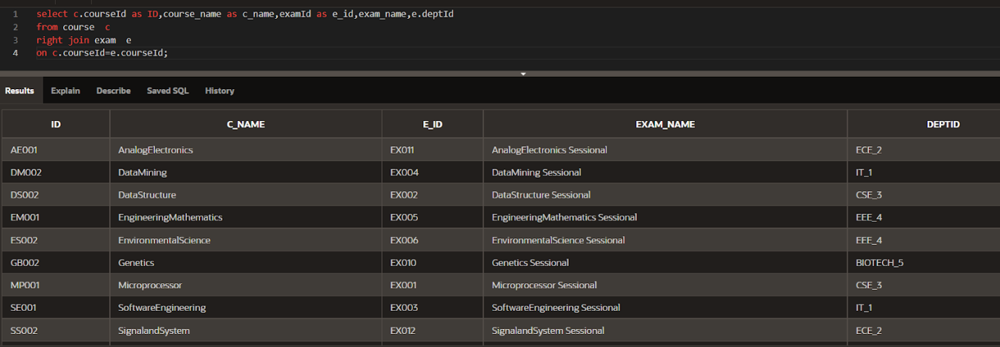 1 select c.courseId as ID,course_name as c_name,examId as e_id,exam_name,e.deptId
2 from course  c
3 right join exam  e
4 on c.courseId=e.courseId;
Results Explain Describe Saved SQL History
ID C_NAME E_ID EXAM_NAME DEPTID
AE001 AnalogElectronics EX011 AnalogElectronics Sessional ECE_2
DM002 DataMining EX004 DataMining Sessional IT_1
DS002 DataStructure EX002 DataStructure Sessional CSE_3
EM001 EngineeringMathematics EX005 EngineeringMathematics Sessional EEE_4
ES002 EnvironmentalScience EX006 EnvironmentalScience Sessional EEE_4
GB002 Genetics EX010 Genetics Sessional BIOTECH_5
MP001 Microprocessor EX001 Microprocessor Sessional CSE_3
SE001 SoftwareEngineering EX003 SoftwareEngineering Sessional IT_1
SS002 SignalandSystem EX012 SignalandSystem Sessional ECE_2